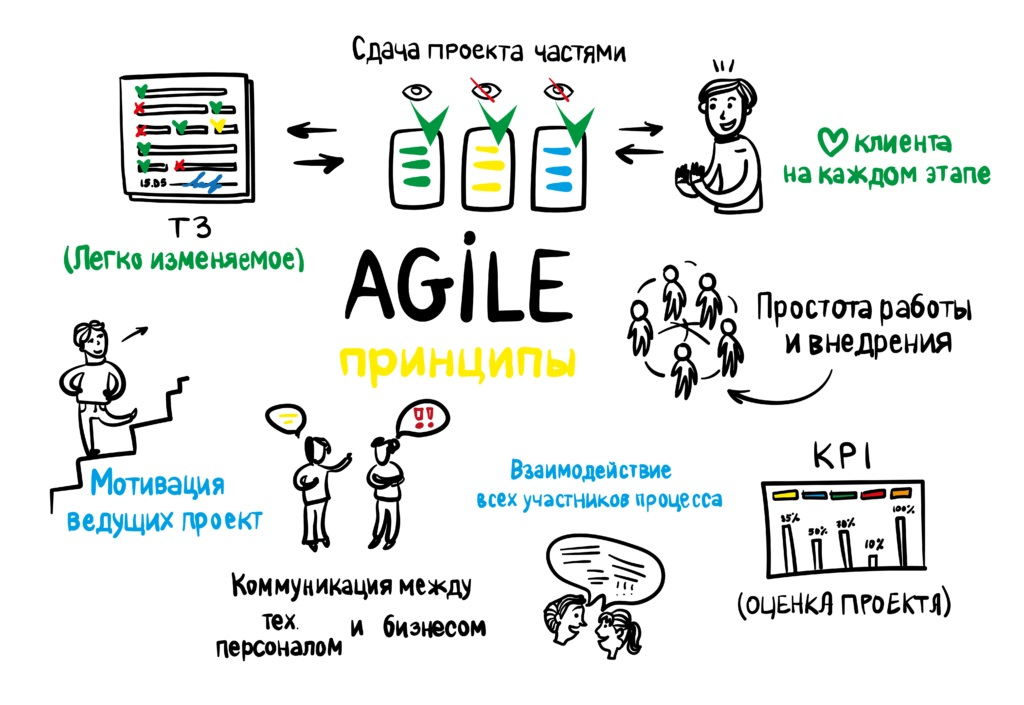 Сдача проекта частями
15.05
ТЗ
(Легко изменяемое)
клиента
на каждом этапе
AGiLE
принципы
Простота работы
и внедрения
!!
Мотивация
ведущих проект
Взаимодействие
всех участников процесса
KPI
85% 50% 70% 10% 100%
(ОЦЕНКА ПРОЕКТА)
Коммуникация между
тех. персоналом и бизнесом